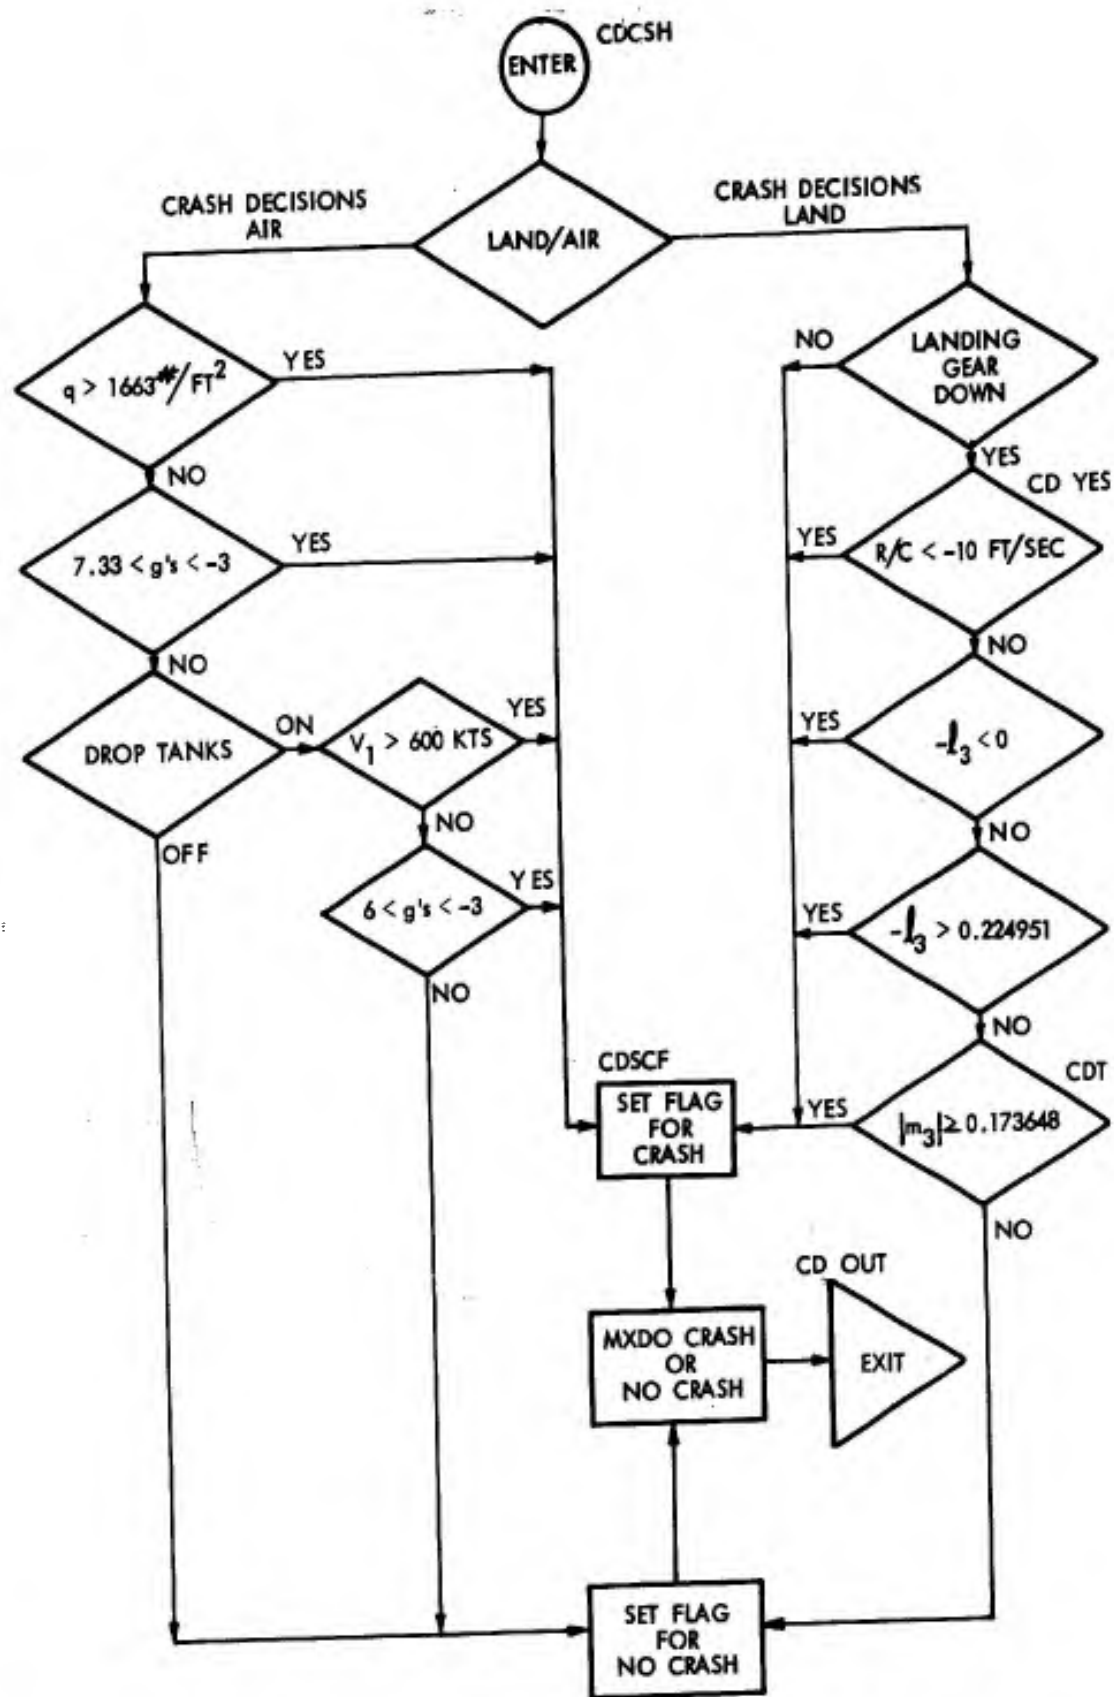 CDCSH
ENTER
CRASH DECISIONS
AIR
LAND/AIR
CRASH DECISIONS
LAND
q > 1663#/FT²
YES
NO
7.33 < g's < -3
YES
NO
DROP TANKS
ON
OFF
V₁ > 600 KTS
YES
NO
6 < g's < -3
YES
NO
NO
LANDING
GEAR
DOWN
YES
CD YES
YES
R/C < -10 FT/SEC
NO
YES
-l₃ < 0
NO
YES
-l₃ > 0.224951
NO
CDT
YES
|m₃| ≥ 0.173648
NO
CDSCF
SET FLAG
FOR
CRASH
MXDO CRASH
OR
NO CRASH
CD OUT
EXIT
SET FLAG
FOR
NO CRASH